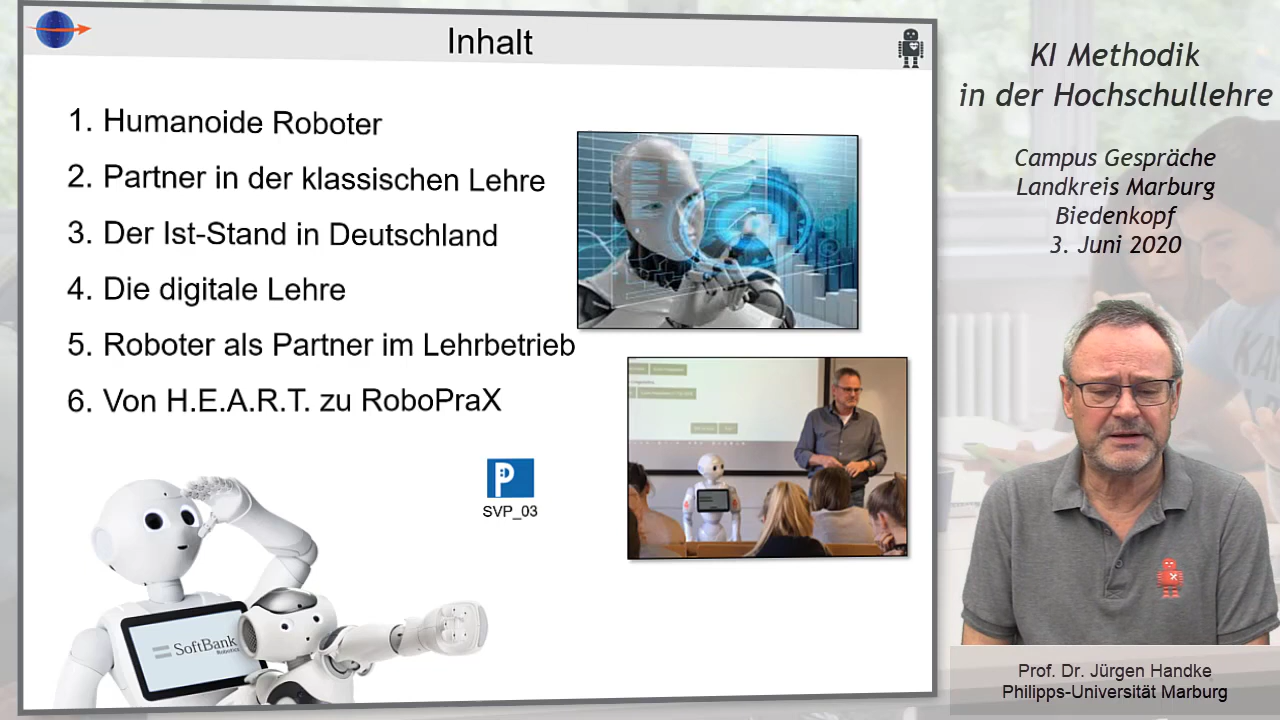 Inhalt
1. Humanoide Roboter
2. Partner in der klassischen Lehre
3. Der Ist-Stand in Deutschland
4. Die digitale Lehre
5. Roboter als Partner im Lehrbetrieb
6. Von H.E.A.R.T. zu RoboPraX
P
SVP_03
SoftBank
Robotics
KI Methodik
in der Hochschullehre
Campus Gespräche
Landkreis Marburg
Biedenkopf
3. Juni 2020
Prof. Dr. Jürgen Handke
Philipps-Universität Marburg